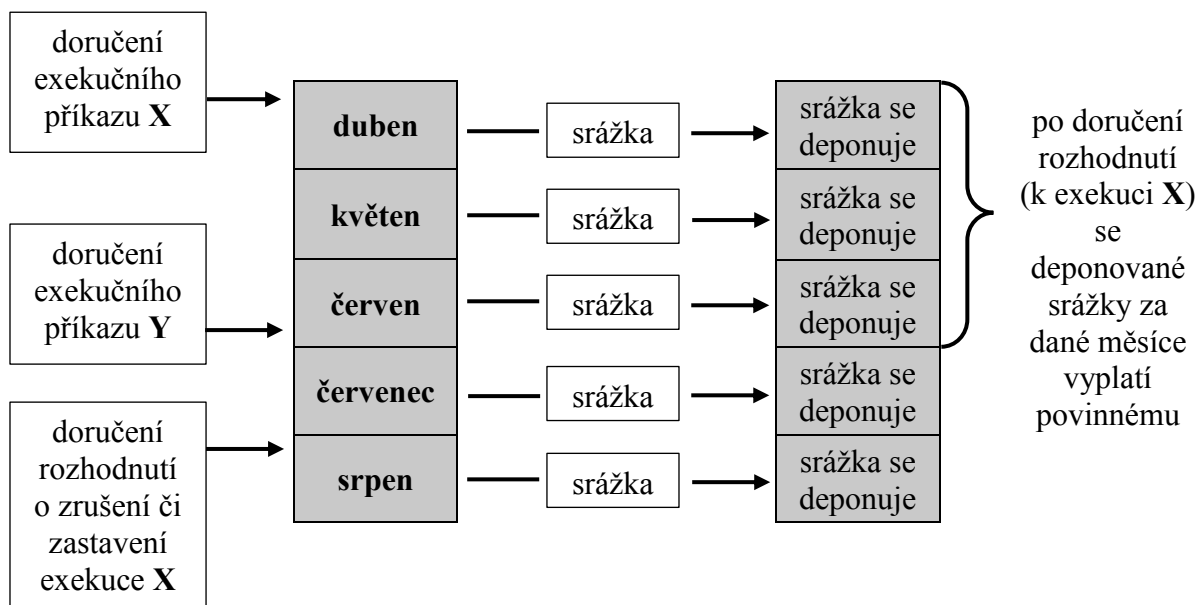 doručení
exekučního
příkazu X
doručení
exekučního
příkazu Y
doručení
rozhodnutí
o zrušení či
zastavení
exekuce X
duben
srážka
srážka se
deponuje
květen
srážka
srážka se
deponuje
červen
srážka
srážka se
deponuje
červenec
srážka
srážka se
deponuje
srpen
srážka
srážka se
deponuje
po doručení
rozhodnutí
(k exekuci X)
se
deponované
srážky za
dané měsíce
vyplatí
povinnému